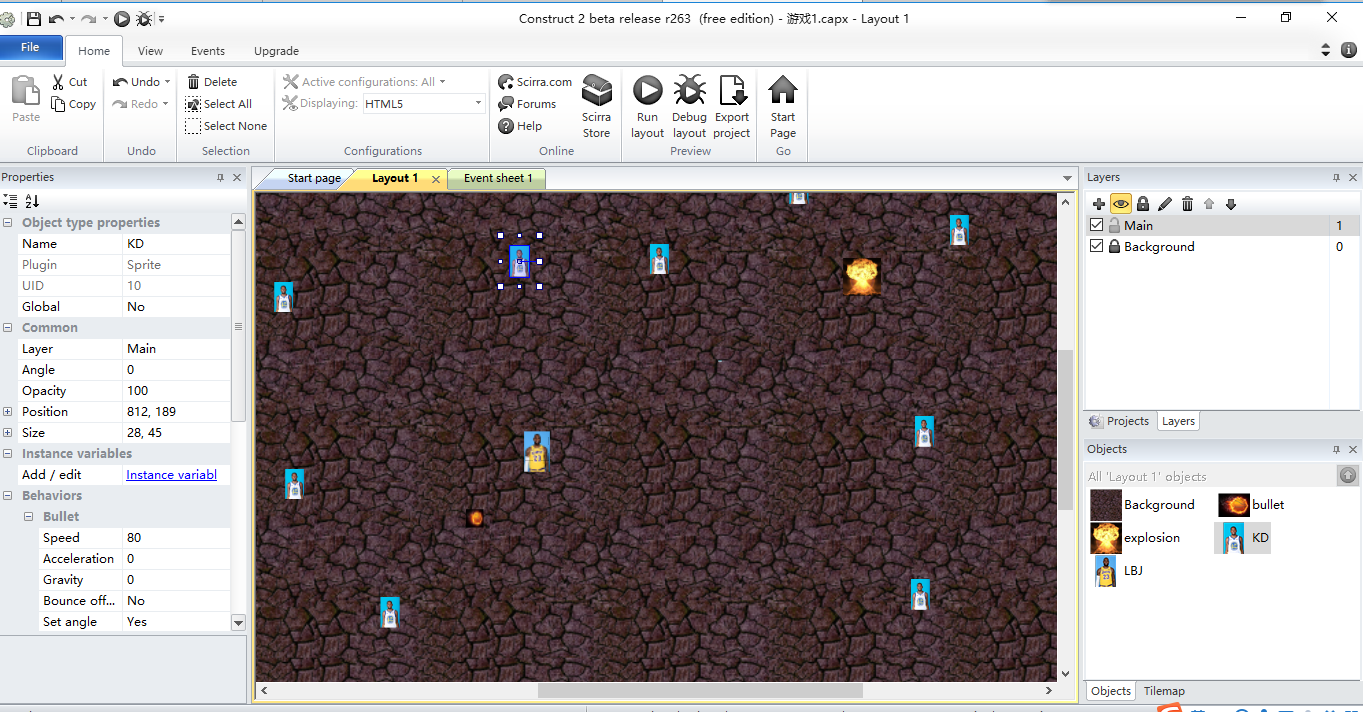 Construct 2 beta release r263 (free edition) - 游戏1.capx - Layout 1
File Home View Events Upgrade
Paste
Cut
Copy
Clipboard
Undo
Redo
Undo
Delete
Select All
Select None
Selection
Active configurations: All
Displaying: HTML5
Configurations
Scirra.com
Forums
Help
Scirra
Store
Online
Run
layout
Debug
layout
Export
project
Preview
Start
Page
Go
Properties
Object type properties
Name KD
Plugin Sprite
UID 10
Global No
Common
Layer Main
Angle 0
Opacity 100
Position 812, 189
Size 28, 45
Instance variables
Add / edit Instance variabl
Behaviors
Bullet
Speed 80
Acceleration 0
Gravity 0
Bounce off... No
Set angle Yes
Start page Layout 1 Event sheet 1
23
Layers
Main 1
Background 0
Projects Layers
Objects
All 'Layout 1' objects
Background bullet
explosion KD
LBJ
Objects Tilemap